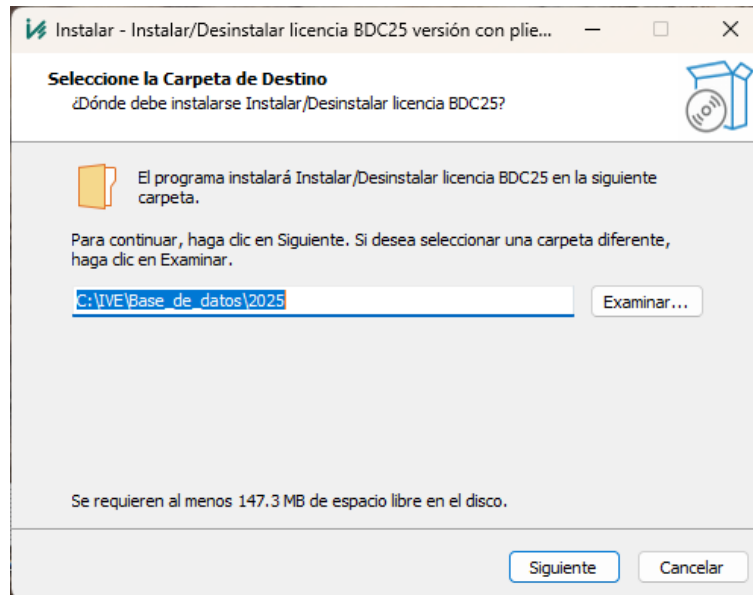 Instalar - Instalar/Desinstalar licencia BDC25 versión con plie...
Seleccione la Carpeta de Destino
¿Dónde debe instalarse Instalar/Desinstalar licencia BDC25?
El programa instalará Instalar/Desinstalar licencia BDC25 en la siguiente
carpeta.
Para continuar, haga clic en Siguiente. Si desea seleccionar una carpeta diferente,
haga clic en Examinar.
C:\IVE\Base_de_datos\2025
Examinar...
Se requieren al menos 147.3 MB de espacio libre en el disco.
Siguiente
Cancelar